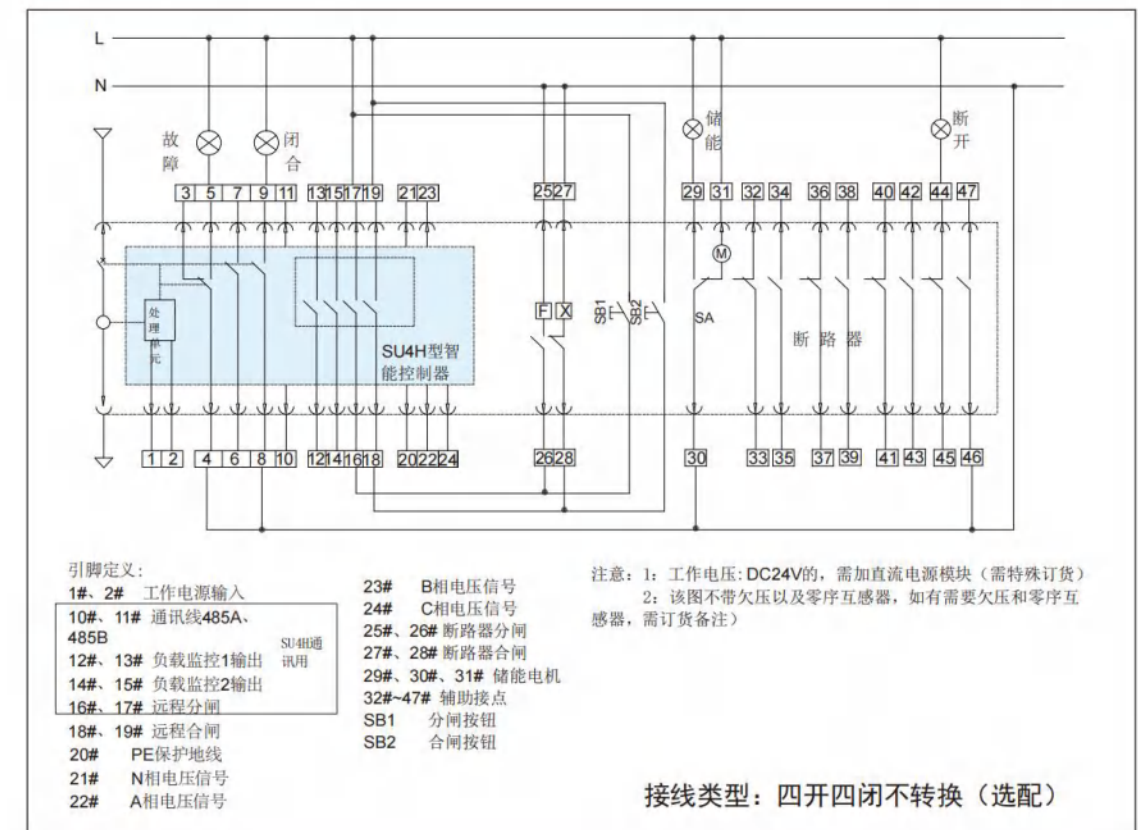 L
N
故障
闭合
储能
断开
3 5 7 9 11 13 15 17 19 21 23 25 27 29 31 32 34 36 38 40 42 44 47
M
处理单元
F X
SB1
SB2
SA
断路器
SU4H型智
能控制器
1 2 4 6 8 10 12 14 16 18 20 22 24 26 28 30 33 35 37 39 41 43 45 46
引脚定义:
1#、2# 工作电源输入
10#、11# 通讯线485A、
485B
SU4H通
讯用
12#、13# 负载监控1输出
14#、15# 负载监控2输出
16#、17# 远程分闸
18#、19# 远程合闸
20# PE保护地线
21# N相电压信号
22# A相电压信号
23# B相电压信号
24# C相电压信号
25#、26# 断路器分闸
27#、28# 断路器合闸
29#、30#、31# 储能电机
32#~47# 辅助接点
SB1 分闸按钮
SB2 合闸按钮
注意: 1: 工作电压: DC24V的, 需加直流电源模块（需特殊订货）
2: 该图不带欠压以及零序互感器, 如有需要欠压和零序互
感器, 需订货备注）
接线类型: 四开四闭不转换（选配）